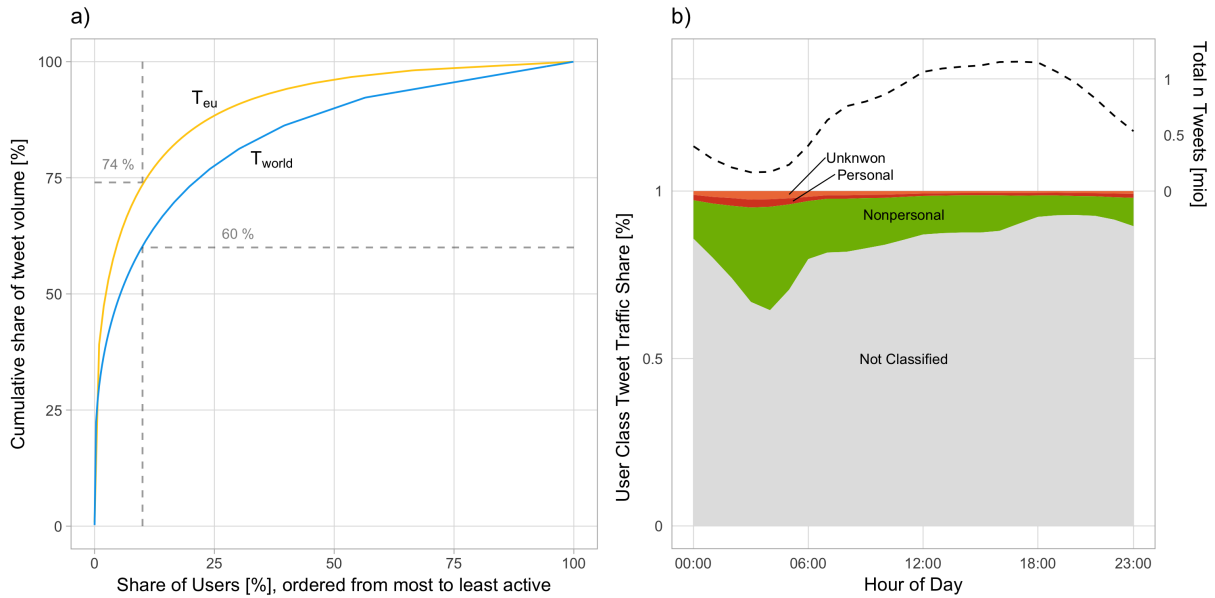 a)
Cumulative share of tweet volume [%]
100
75
50
25
0
T_eu
T_world
74 %
60 %
0
25
50
75
100
Share of Users [%], ordered from most to least active
b)
User Class Tweet Traffic Share [%]
1
0.5
0
Total n Tweets [mio]
1
0.5
0
Unknwon
Personal
Nonpersonal
Not Classified
00:00
06:00
12:00
18:00
23:00
Hour of Day